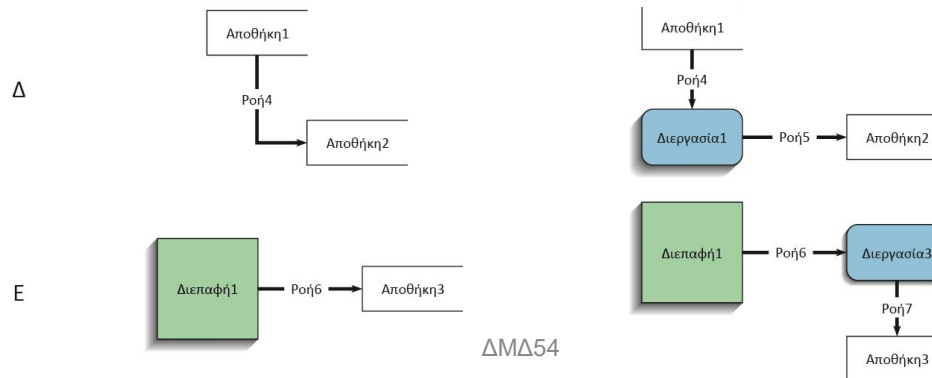 Δ
Αποθήκη1
Ροή4
Αποθήκη2
Αποθήκη1
Ροή4
Διεργασία1
Ροή5
Αποθήκη2
Ε
Διεπαφή1
Ροή6
Αποθήκη3
Διεπαφή1
Ροή6
Διεργασία3
Ροή7
Αποθήκη3
ΔΜΔ54